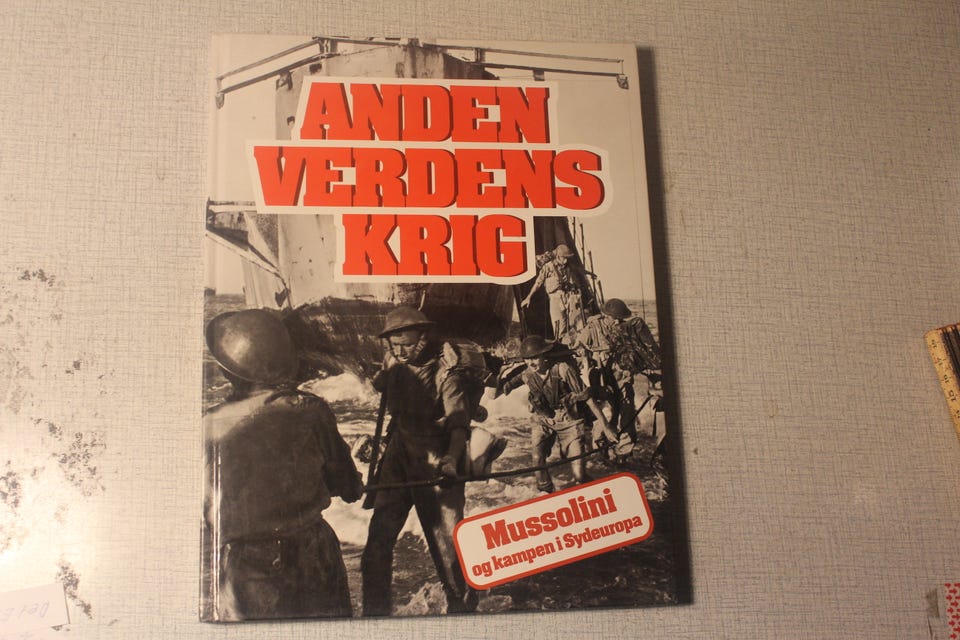 ANDEN
VERDENS
KRIG
Mussolini
og kampen i Sydeuropa